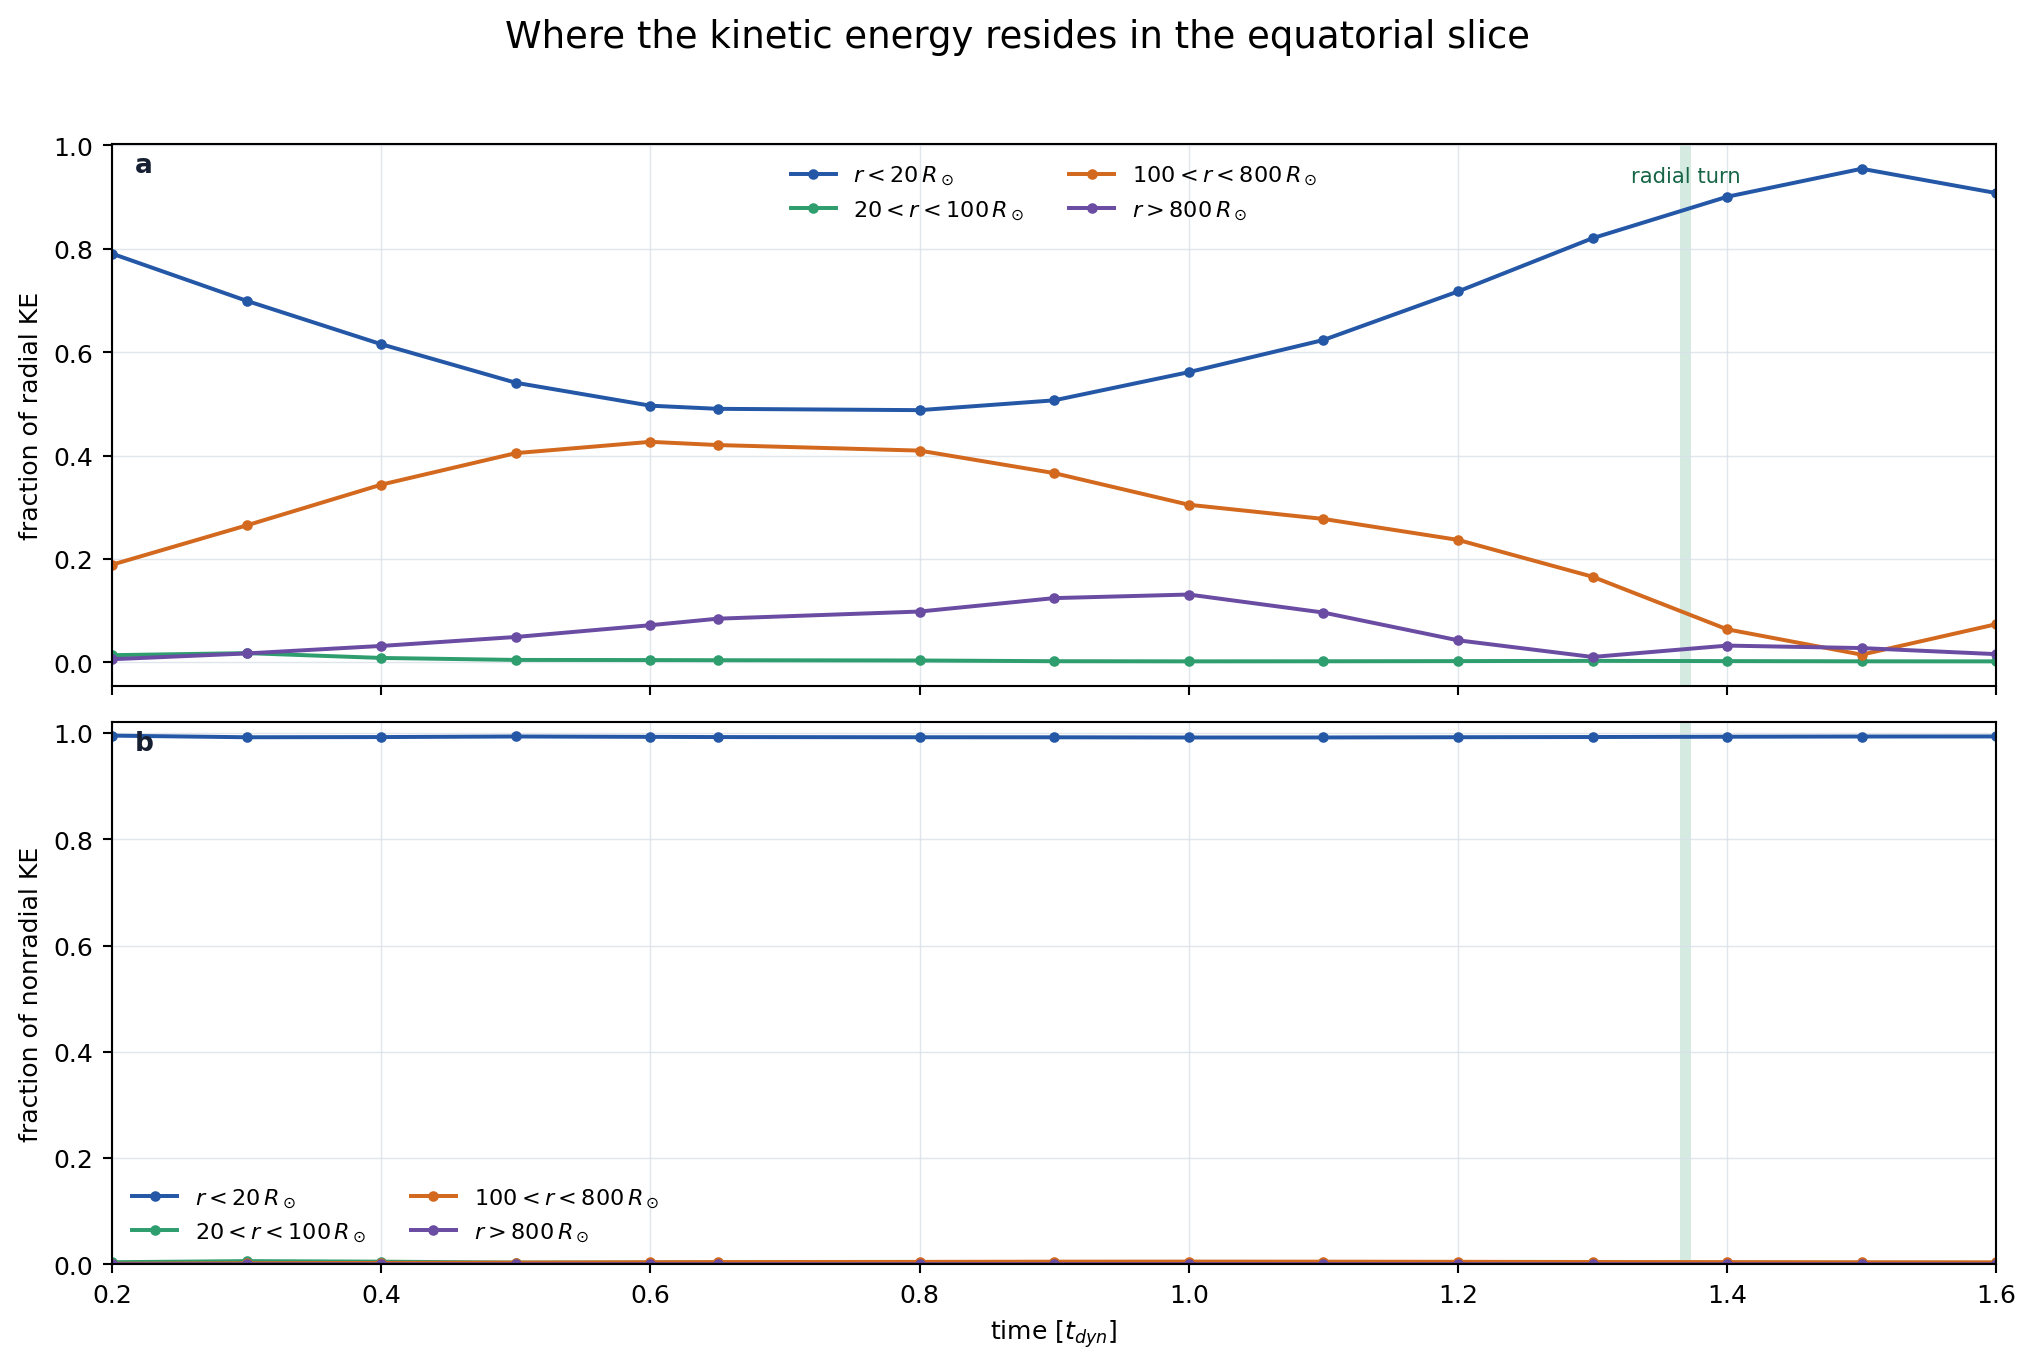 Where the kinetic energy resides in the equatorial slice
a
r < 20 R⊙
100 < r < 800 R⊙
20 < r < 100 R⊙
r > 800 R⊙
radial turn
1.0
0.8
0.6
0.4
0.2
0.0
fraction of radial KE
b
1.0
0.8
0.6
0.4
0.2
0.0
fraction of nonradial KE
r < 20 R⊙
100 < r < 800 R⊙
20 < r < 100 R⊙
r > 800 R⊙
0.2 0.4 0.6 0.8 1.0 1.2 1.4 1.6
time [t_dyn]